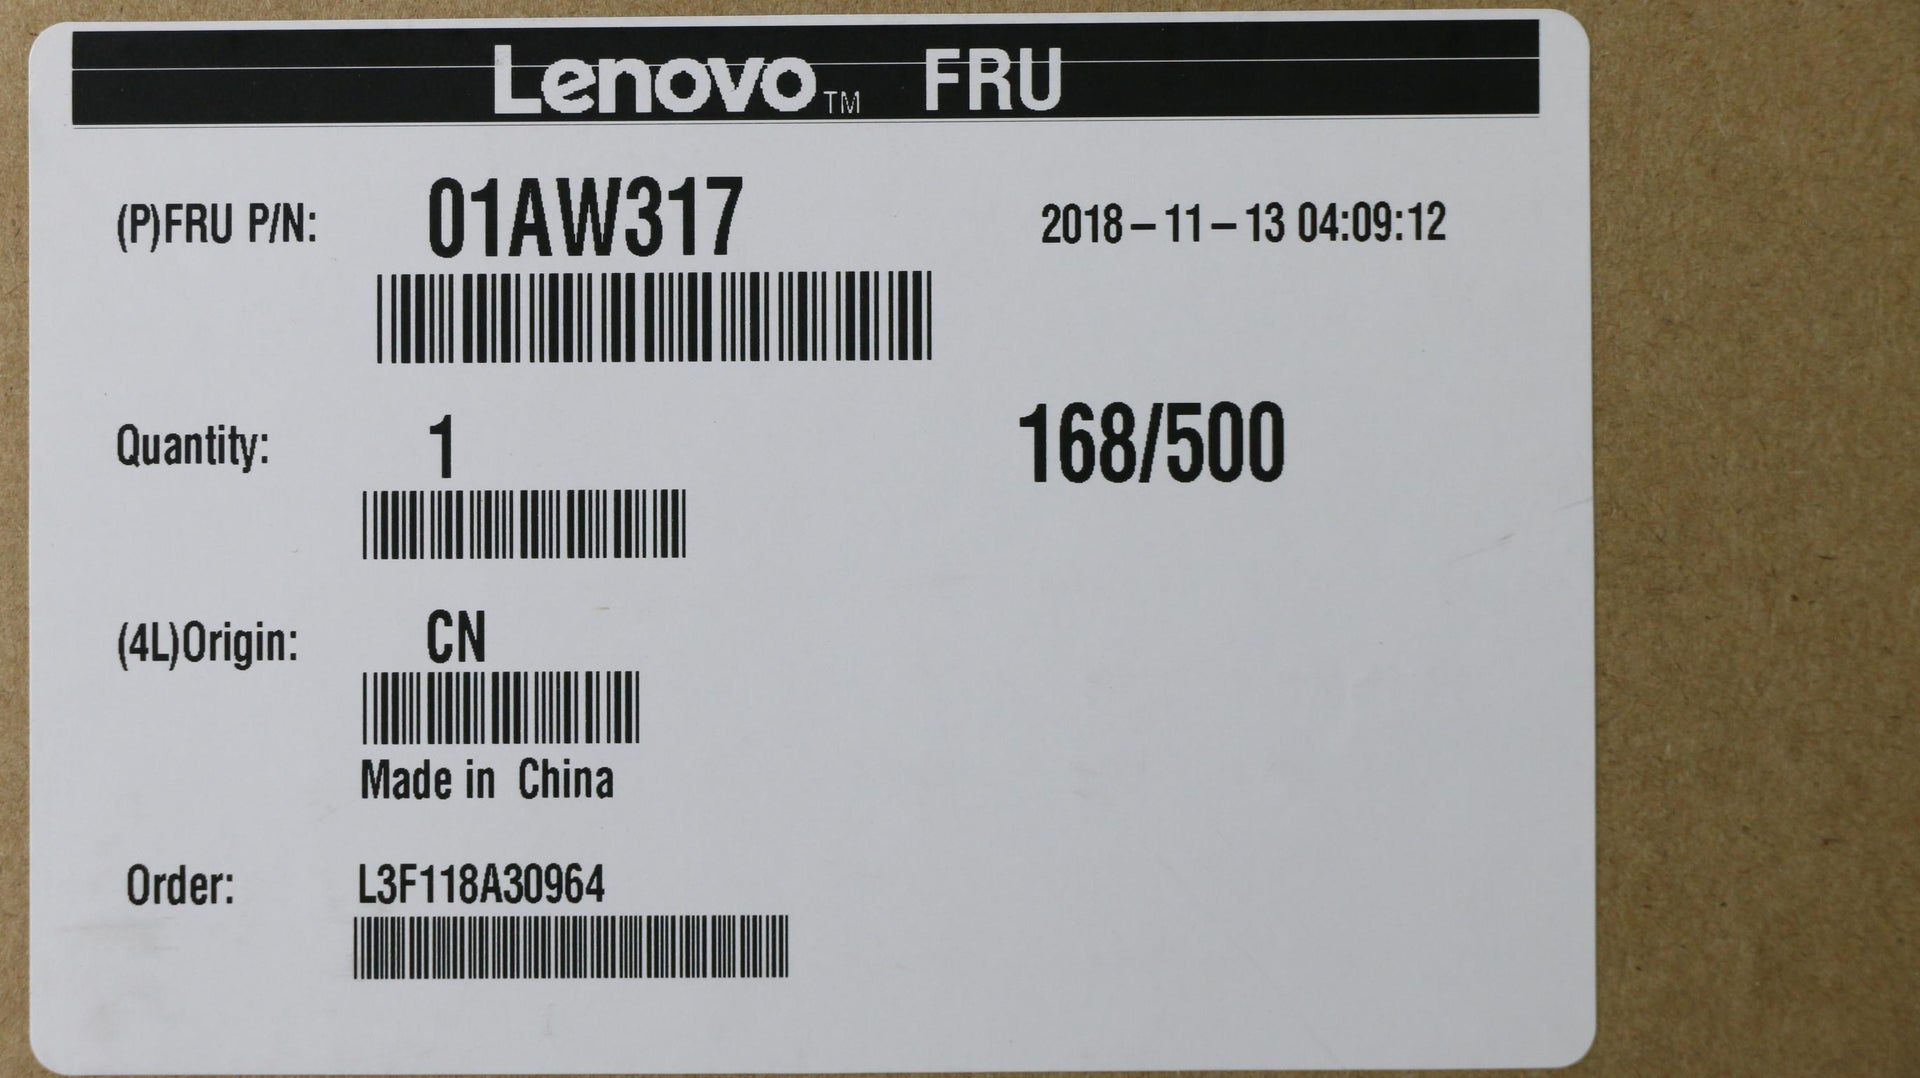 Lenovo™ FRU
(P)FRU P/N: 01AW317 2018-11-13 04:09:12
Quantity: 1 168/500
(4L)Origin: CN
Made in China
Order: L3F118A30964